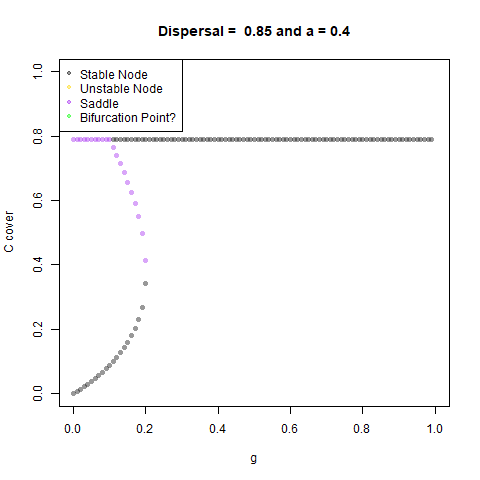 Dispersal =  0.85 and a = 0.4
Stable Node
Unstable Node
Saddle
Bifurcation Point?
C cover
1.0
0.8
0.6
0.4
0.2
0.0
0.0 0.2 0.4 0.6 0.8 1.0
g